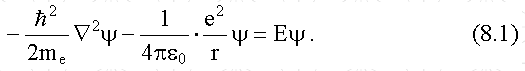 − ħ²/2mₑ ∇²ψ − 1/4πε₀ · e²/r ψ = Eψ . (8.1)